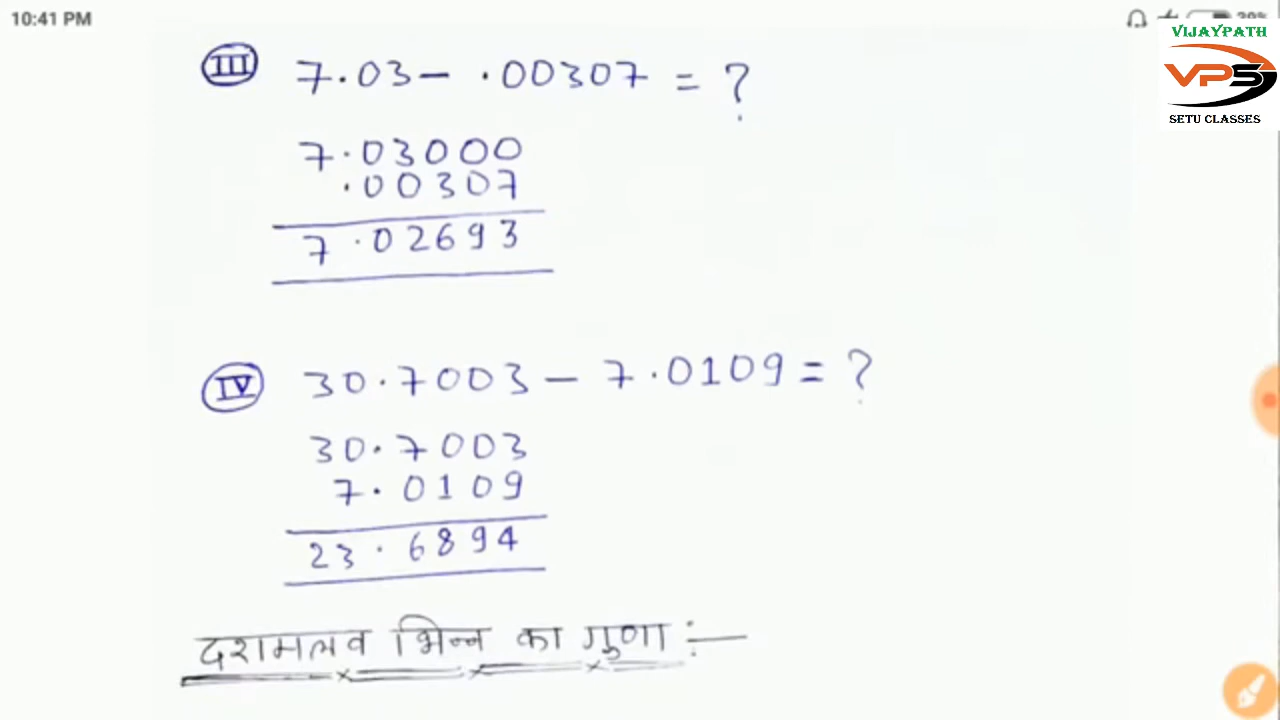 10:41 PM
VIJAYPATH
VPS
SETU CLASSES
III 7.03 - .00307 = ?
7.03000
.00307
7.02693
IV 30.7003 - 7.0109 = ?
30.7003
7.0109
23.6894
दशमलव भिन्न का गुणा :-